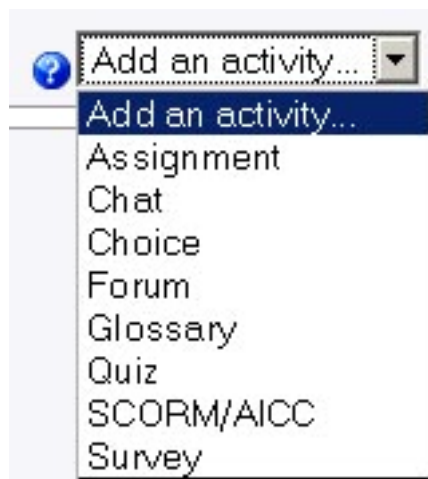 Add an activity...
Add an activity...
Assignment
Chat
Choice
Forum
Glossary
Quiz
SCORM/AICC
Survey